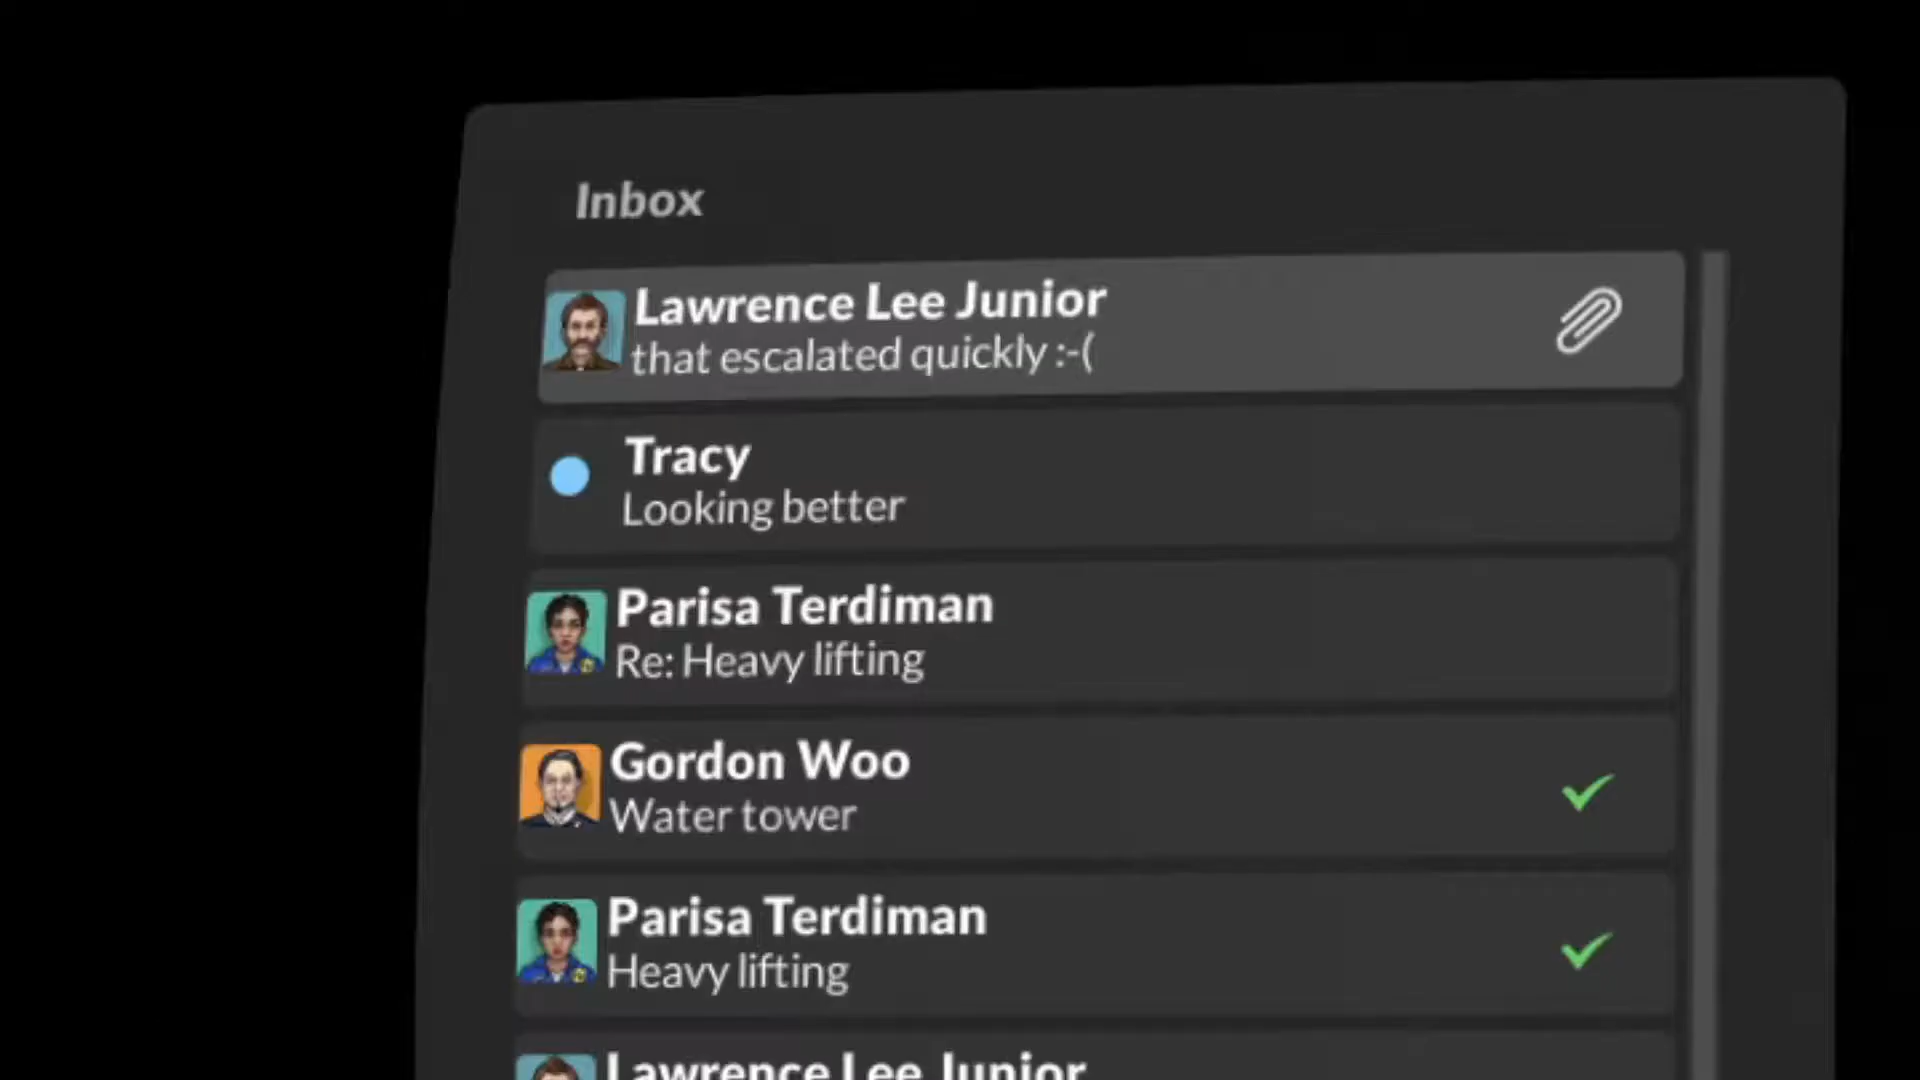 Inbox
Lawrence Lee Junior
that escalated quickly :-(
Tracy
Looking better
Parisa Terdiman
Re: Heavy lifting
Gordon Woo
Water tower
Parisa Terdiman
Heavy lifting
Lawrence Lee Junior